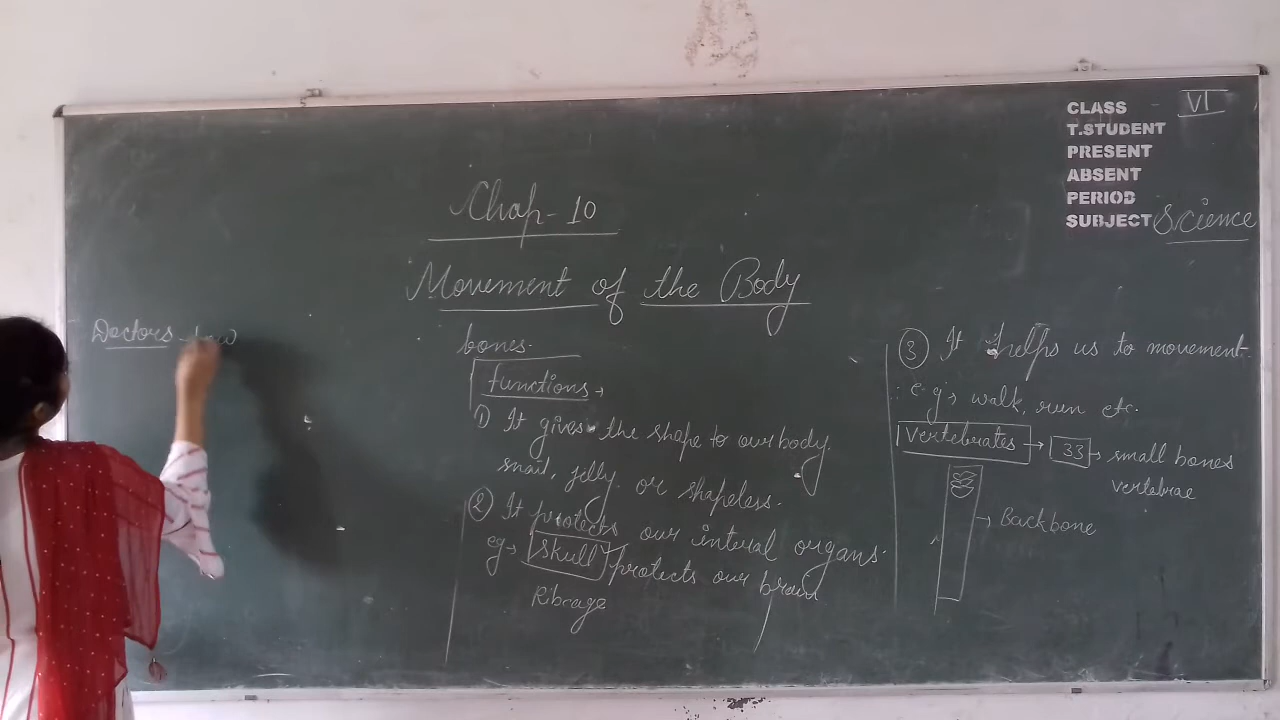 CLASS VI
T.STUDENT
PRESENT
ABSENT
PERIOD
SUBJECT Science
Chap-10
Movement of the Body
Doctors
bones.
functions→
① It gives the shape to our body.
snail, jelly. or shapeless.
② It protects our interal organs.
eg→ Skull protects our brain
Ribcage
③ It helps us to movement.
: e.g→ walk, run etc.
Vertebrates → 33 → small bones
vertebrae
→ Backbone